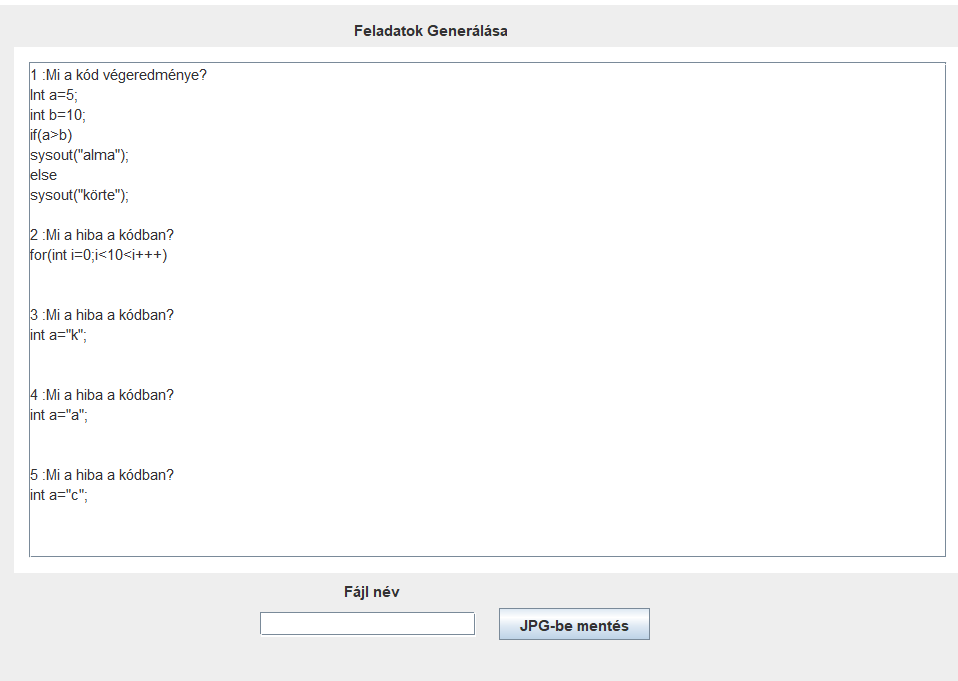 Feladatok Generálása
1 :Mi a kód végeredménye?
Int a=5;
int b=10;
if(a>b)
sysout("alma");
else
sysout("körte");
2 :Mi a hiba a kódban?
for(int i=0;i<10<i+++)
3 :Mi a hiba a kódban?
int a="k";
4 :Mi a hiba a kódban?
int a="a";
5 :Mi a hiba a kódban?
int a="c";
Fájl név
JPG-be mentés